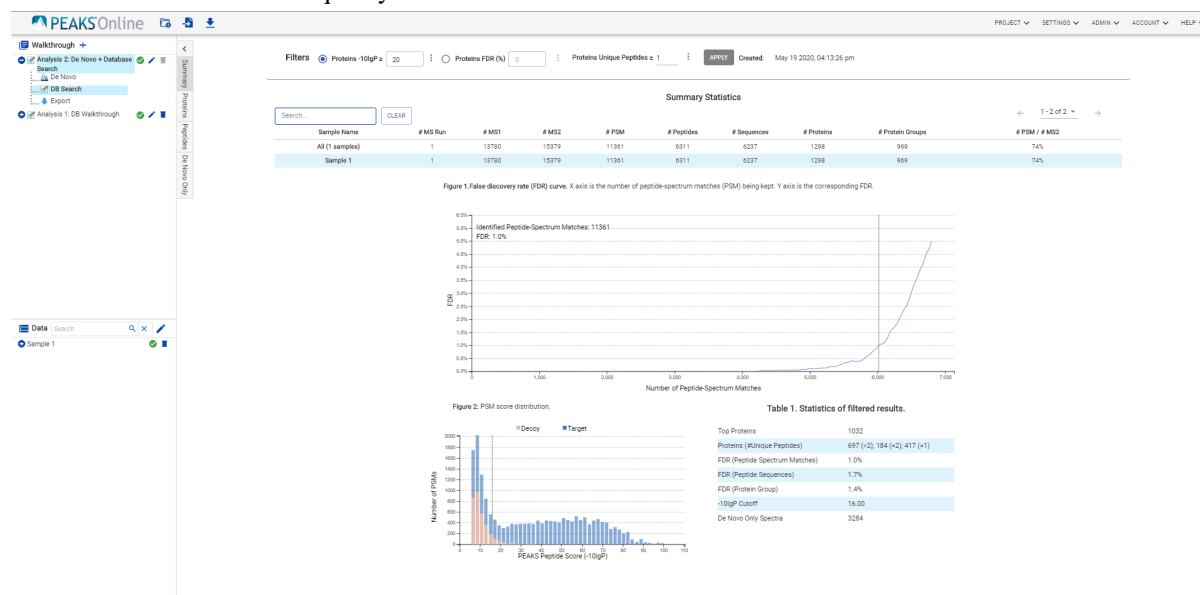 PEAKS Online
PROJECT SETTINGS ADMIN ACCOUNT HELP
Walkthrough
Analysis 2: De Novo + Database
Search
De Novo
DB Search
Export
Analysis 1: DB Walkthrough
Summary
Proteins
Peptides
De Novo Only
Data Search
Sample 1
Filters Proteins -10lgP ≥ 20 Proteins FDR (%) 0 Proteins Unique Peptides ≥ 1 APPLY Created: May 19 2020, 04:13:26 pm
Summary Statistics
Search... CLEAR 1 - 2 of 2
Sample Name # MS Run # MS1 # MS2 # PSM # Peptides # Sequences # Proteins # Protein Groups # PSM / # MS2
All (1 samples) 1 13780 15379 11361 6311 6237 1298 969 74%
Sample 1 1 13780 15379 11361 6311 6237 1298 969 74%
Figure 1.False discovery rate (FDR) curve. X axis is the number of peptide-spectrum matches (PSM) being kept. Y axis is the corresponding FDR.
Identified Peptide-Spectrum Matches: 11361
FDR: 1.0%
6.0%
5.5%
5.0%
4.5%
4.0%
3.5%
3.0%
2.5%
2.0%
1.5%
1.0%
0.5%
0.0%
FDR
0 1,000 2,000 3,000 4,000 5,000 6,000 7,000
Number of Peptide-Spectrum Matches
Figure 2: PSM score distribution.
Decoy Target
2000
1800
1600
1400
1200
1000
800
600
400
200
0
Number of PSMs
0 10 20 30 40 50 60 70 80 90 100 110
PEAKS Peptide Score (-10lgP)
Table 1. Statistics of filtered results.
Top Proteins 1032
Proteins (#Unique Peptides) 697 (>2); 184 (=2); 417 (=1)
FDR (Peptide Spectrum Matches) 1.0%
FDR (Peptide Sequences) 1.7%
FDR (Protein Group) 1.4%
-10lgP Cutoff 16.00
De Novo Only Spectra 3284